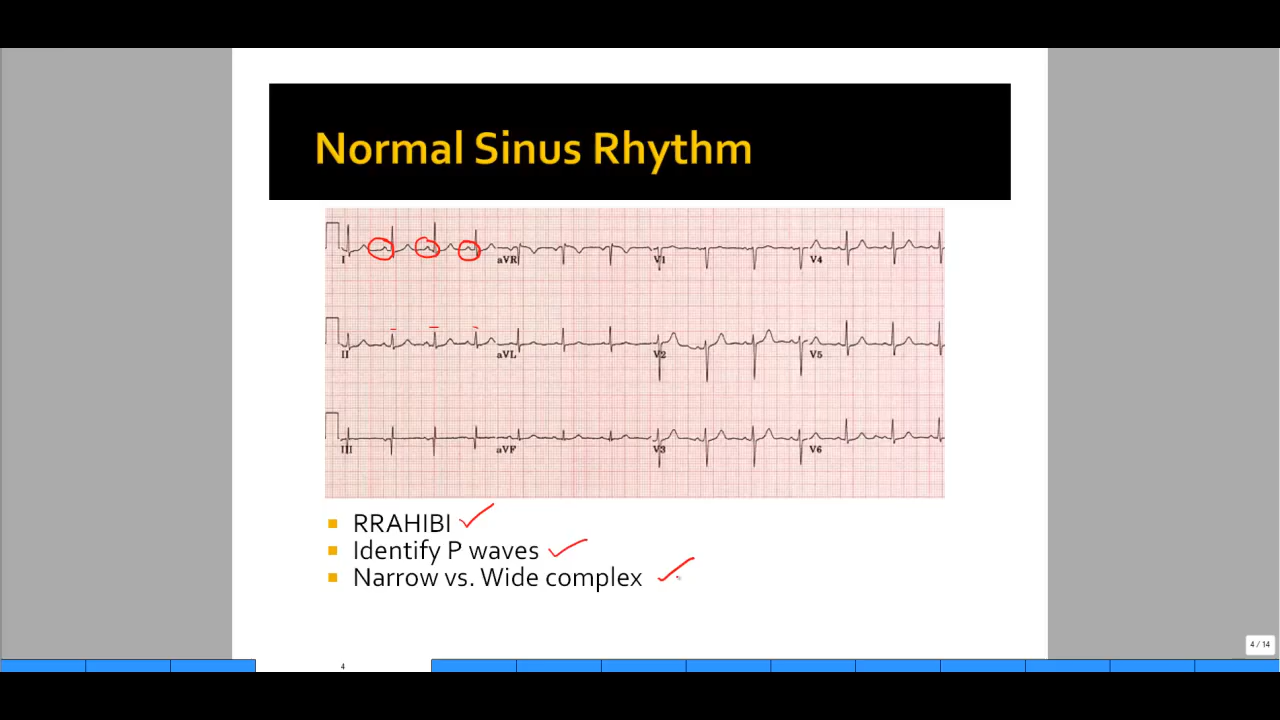 Normal Sinus Rhythm
I aVR V1 V4
II aVL V2 V5
III aVF V3 V6
RRAHIBI
Identify P waves
Narrow vs. Wide complex
4 / 14
4